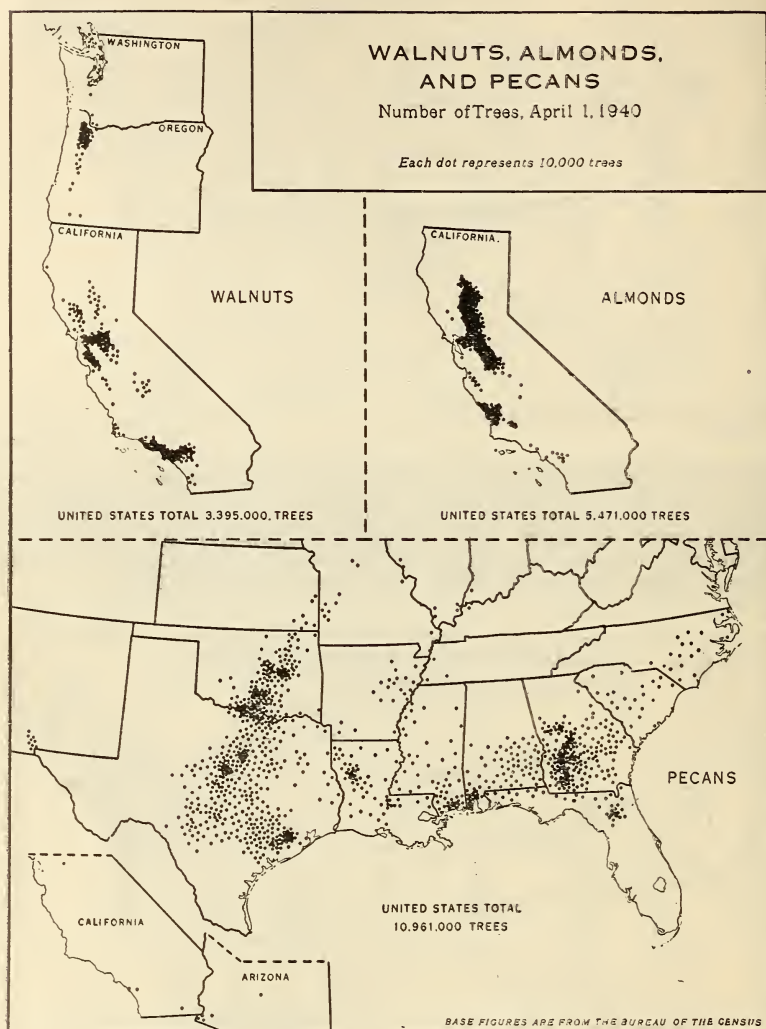 WALNUTS, ALMONDS,
AND PECANS
Number of Trees, April 1, 1940
Each dot represents 10,000 trees
WASHINGTON
OREGON
CALIFORNIA
WALNUTS
UNITED STATES TOTAL 3.395.000, TREES
CALIFORNIA.
ALMONDS
UNITED STATES TOTAL 5,471.000 TREES
PECANS
UNITED STATES TOTAL
10.961,000 TREES
CALIFORNIA
ARIZONA
BASE FIGURES ARE FROM THE BUREAU OF THE CENSUS